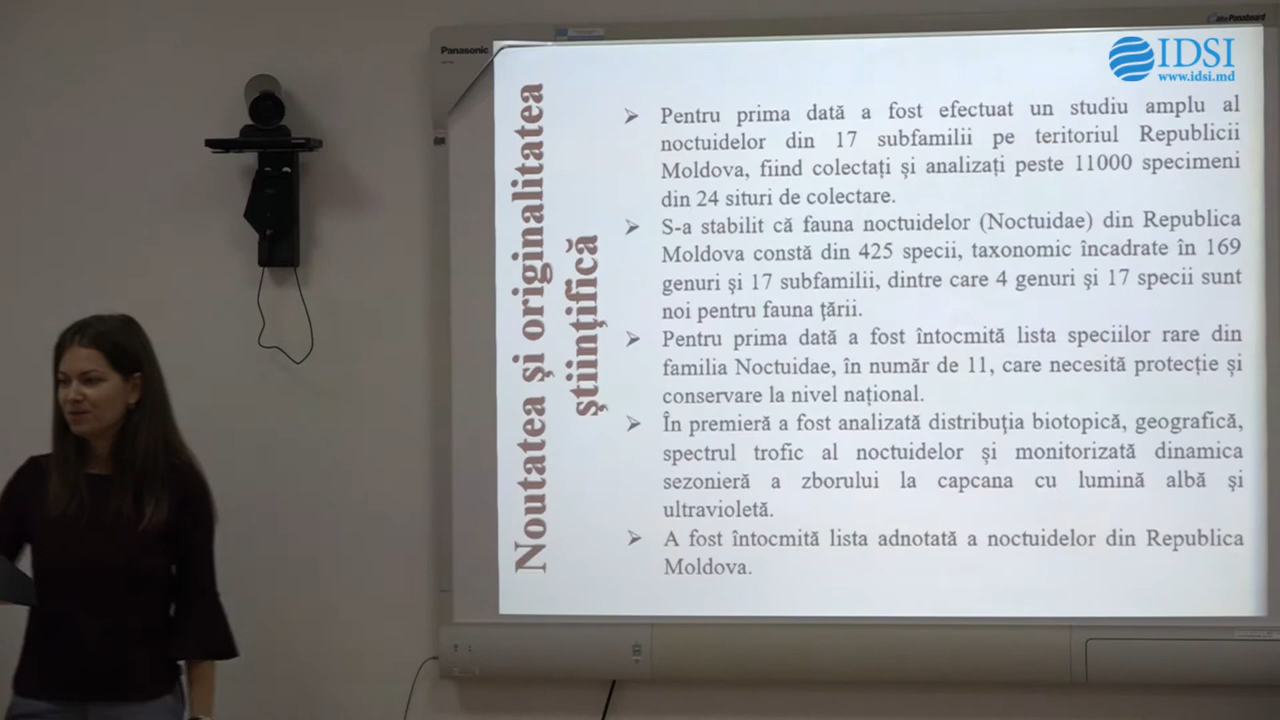 Panasonic
Panaboard
IDSI
www.idsi.md
Noutatea și originalitatea
științifică
Pentru prima dată a fost efectuat un studiu amplu al
noctuidelor din 17 subfamilii pe teritoriul Republicii
Moldova, fiind colectați și analizați peste 11000 specimeni
din 24 situri de colectare.
S-a stabilit că fauna noctuidelor (Noctuidae) din Republica
Moldova constă din 425 specii, taxonomic încadrate în 169
genuri şi 17 subfamilii, dintre care 4 genuri şi 17 specii sunt
noi pentru fauna ţării.
Pentru prima dată a fost întocmită lista speciilor rare din
familia Noctuidae, în număr de 11, care necesită protecție și
conservare la nivel național.
În premieră a fost analizată distribuția biotopică, geografică,
spectrul trofic al noctuidelor și monitorizată dinamica
sezonieră a zborului la capcana cu lumină albă şi
ultravioletă.
A fost întocmită lista adnotată a noctuidelor din Republica
Moldova.